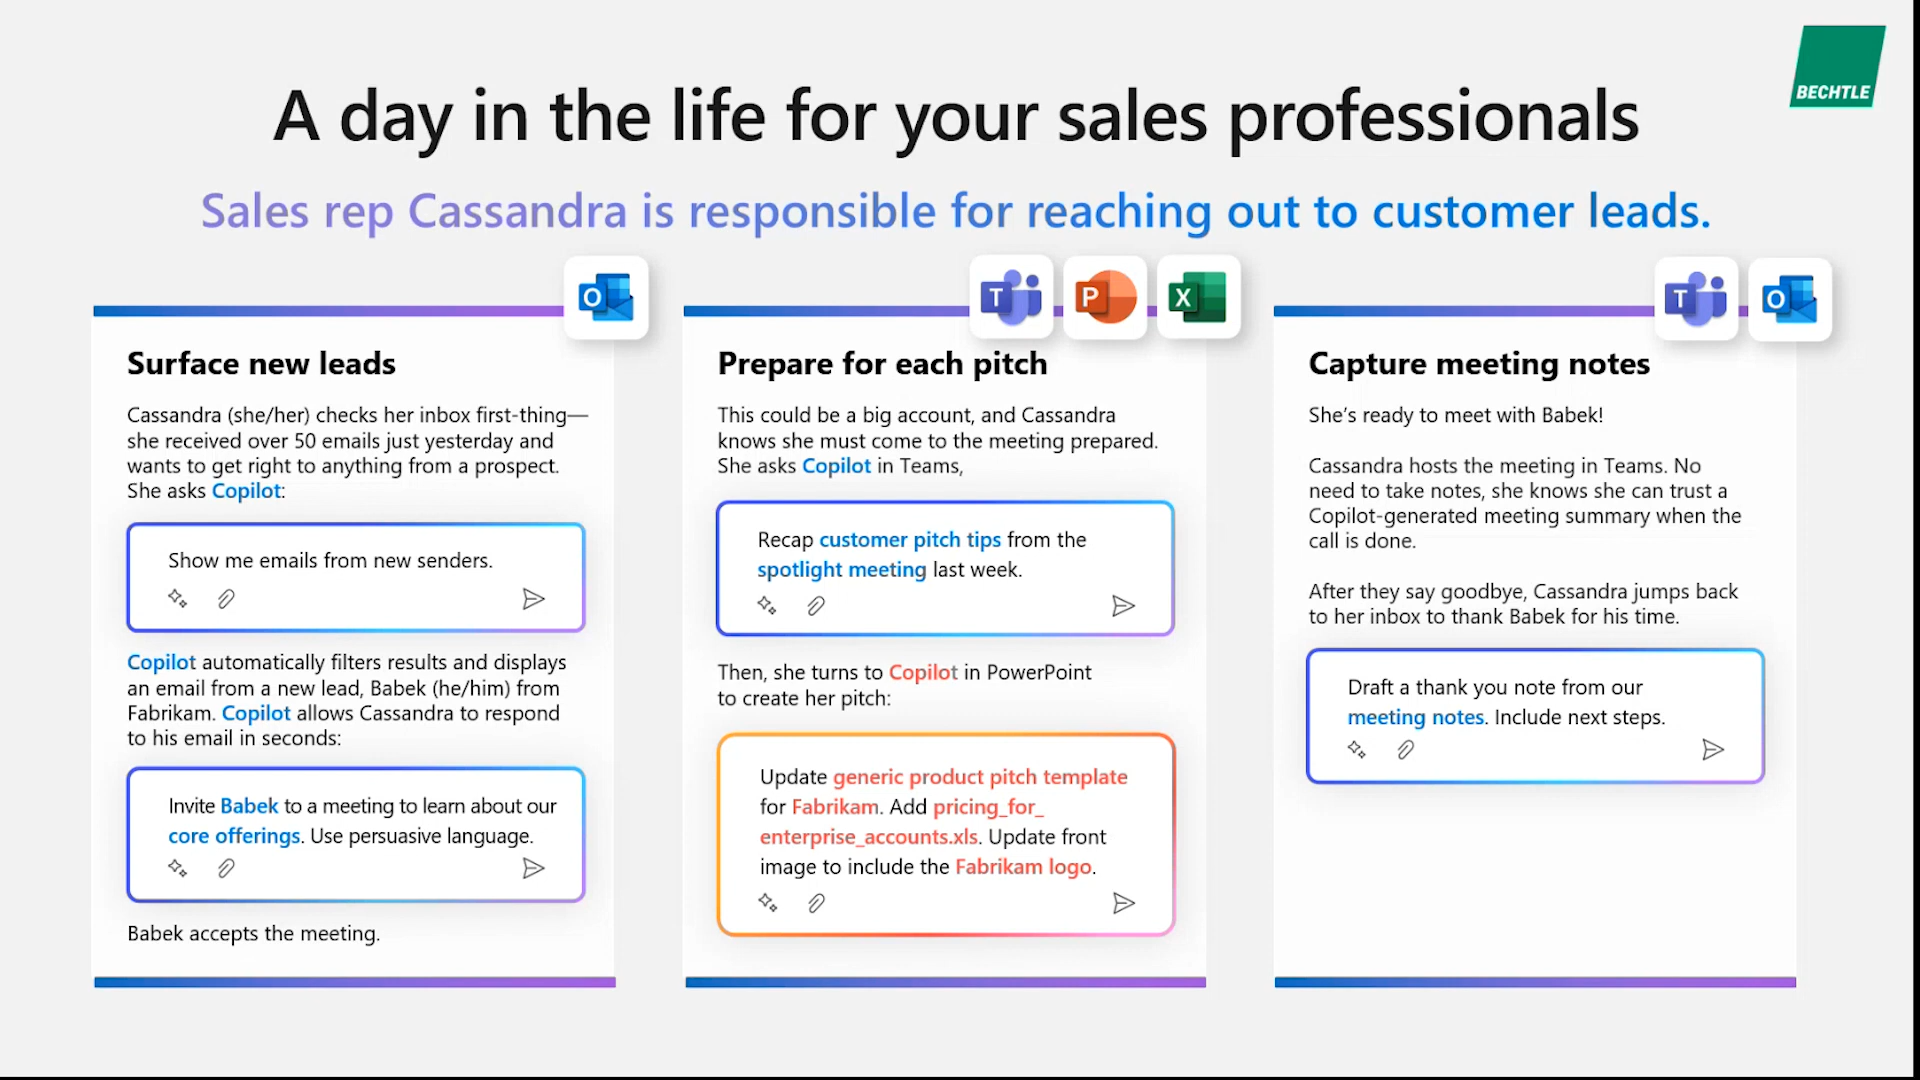 BECHTLE
A day in the life for your sales professionals
Sales rep Cassandra is responsible for reaching out to customer leads.
O
Surface new leads
Cassandra (she/her) checks her inbox first-thing—
she received over 50 emails just yesterday and
wants to get right to anything from a prospect.
She asks Copilot:
Show me emails from new senders.
Copilot automatically filters results and displays
an email from a new lead, Babek (he/him) from
Fabrikam. Copilot allows Cassandra to respond
to his email in seconds:
Invite Babek to a meeting to learn about our
core offerings. Use persuasive language.
Babek accepts the meeting.
T P X
Prepare for each pitch
This could be a big account, and Cassandra
knows she must come to the meeting prepared.
She asks Copilot in Teams,
Recap customer pitch tips from the
spotlight meeting last week.
Then, she turns to Copilot in PowerPoint
to create her pitch:
Update generic product pitch template
for Fabrikam. Add pricing_for_
enterprise_accounts.xls. Update front
image to include the Fabrikam logo.
T O
Capture meeting notes
She's ready to meet with Babek!
Cassandra hosts the meeting in Teams. No
need to take notes, she knows she can trust a
Copilot-generated meeting summary when the
call is done.
After they say goodbye, Cassandra jumps back
to her inbox to thank Babek for his time.
Draft a thank you note from our
meeting notes. Include next steps.